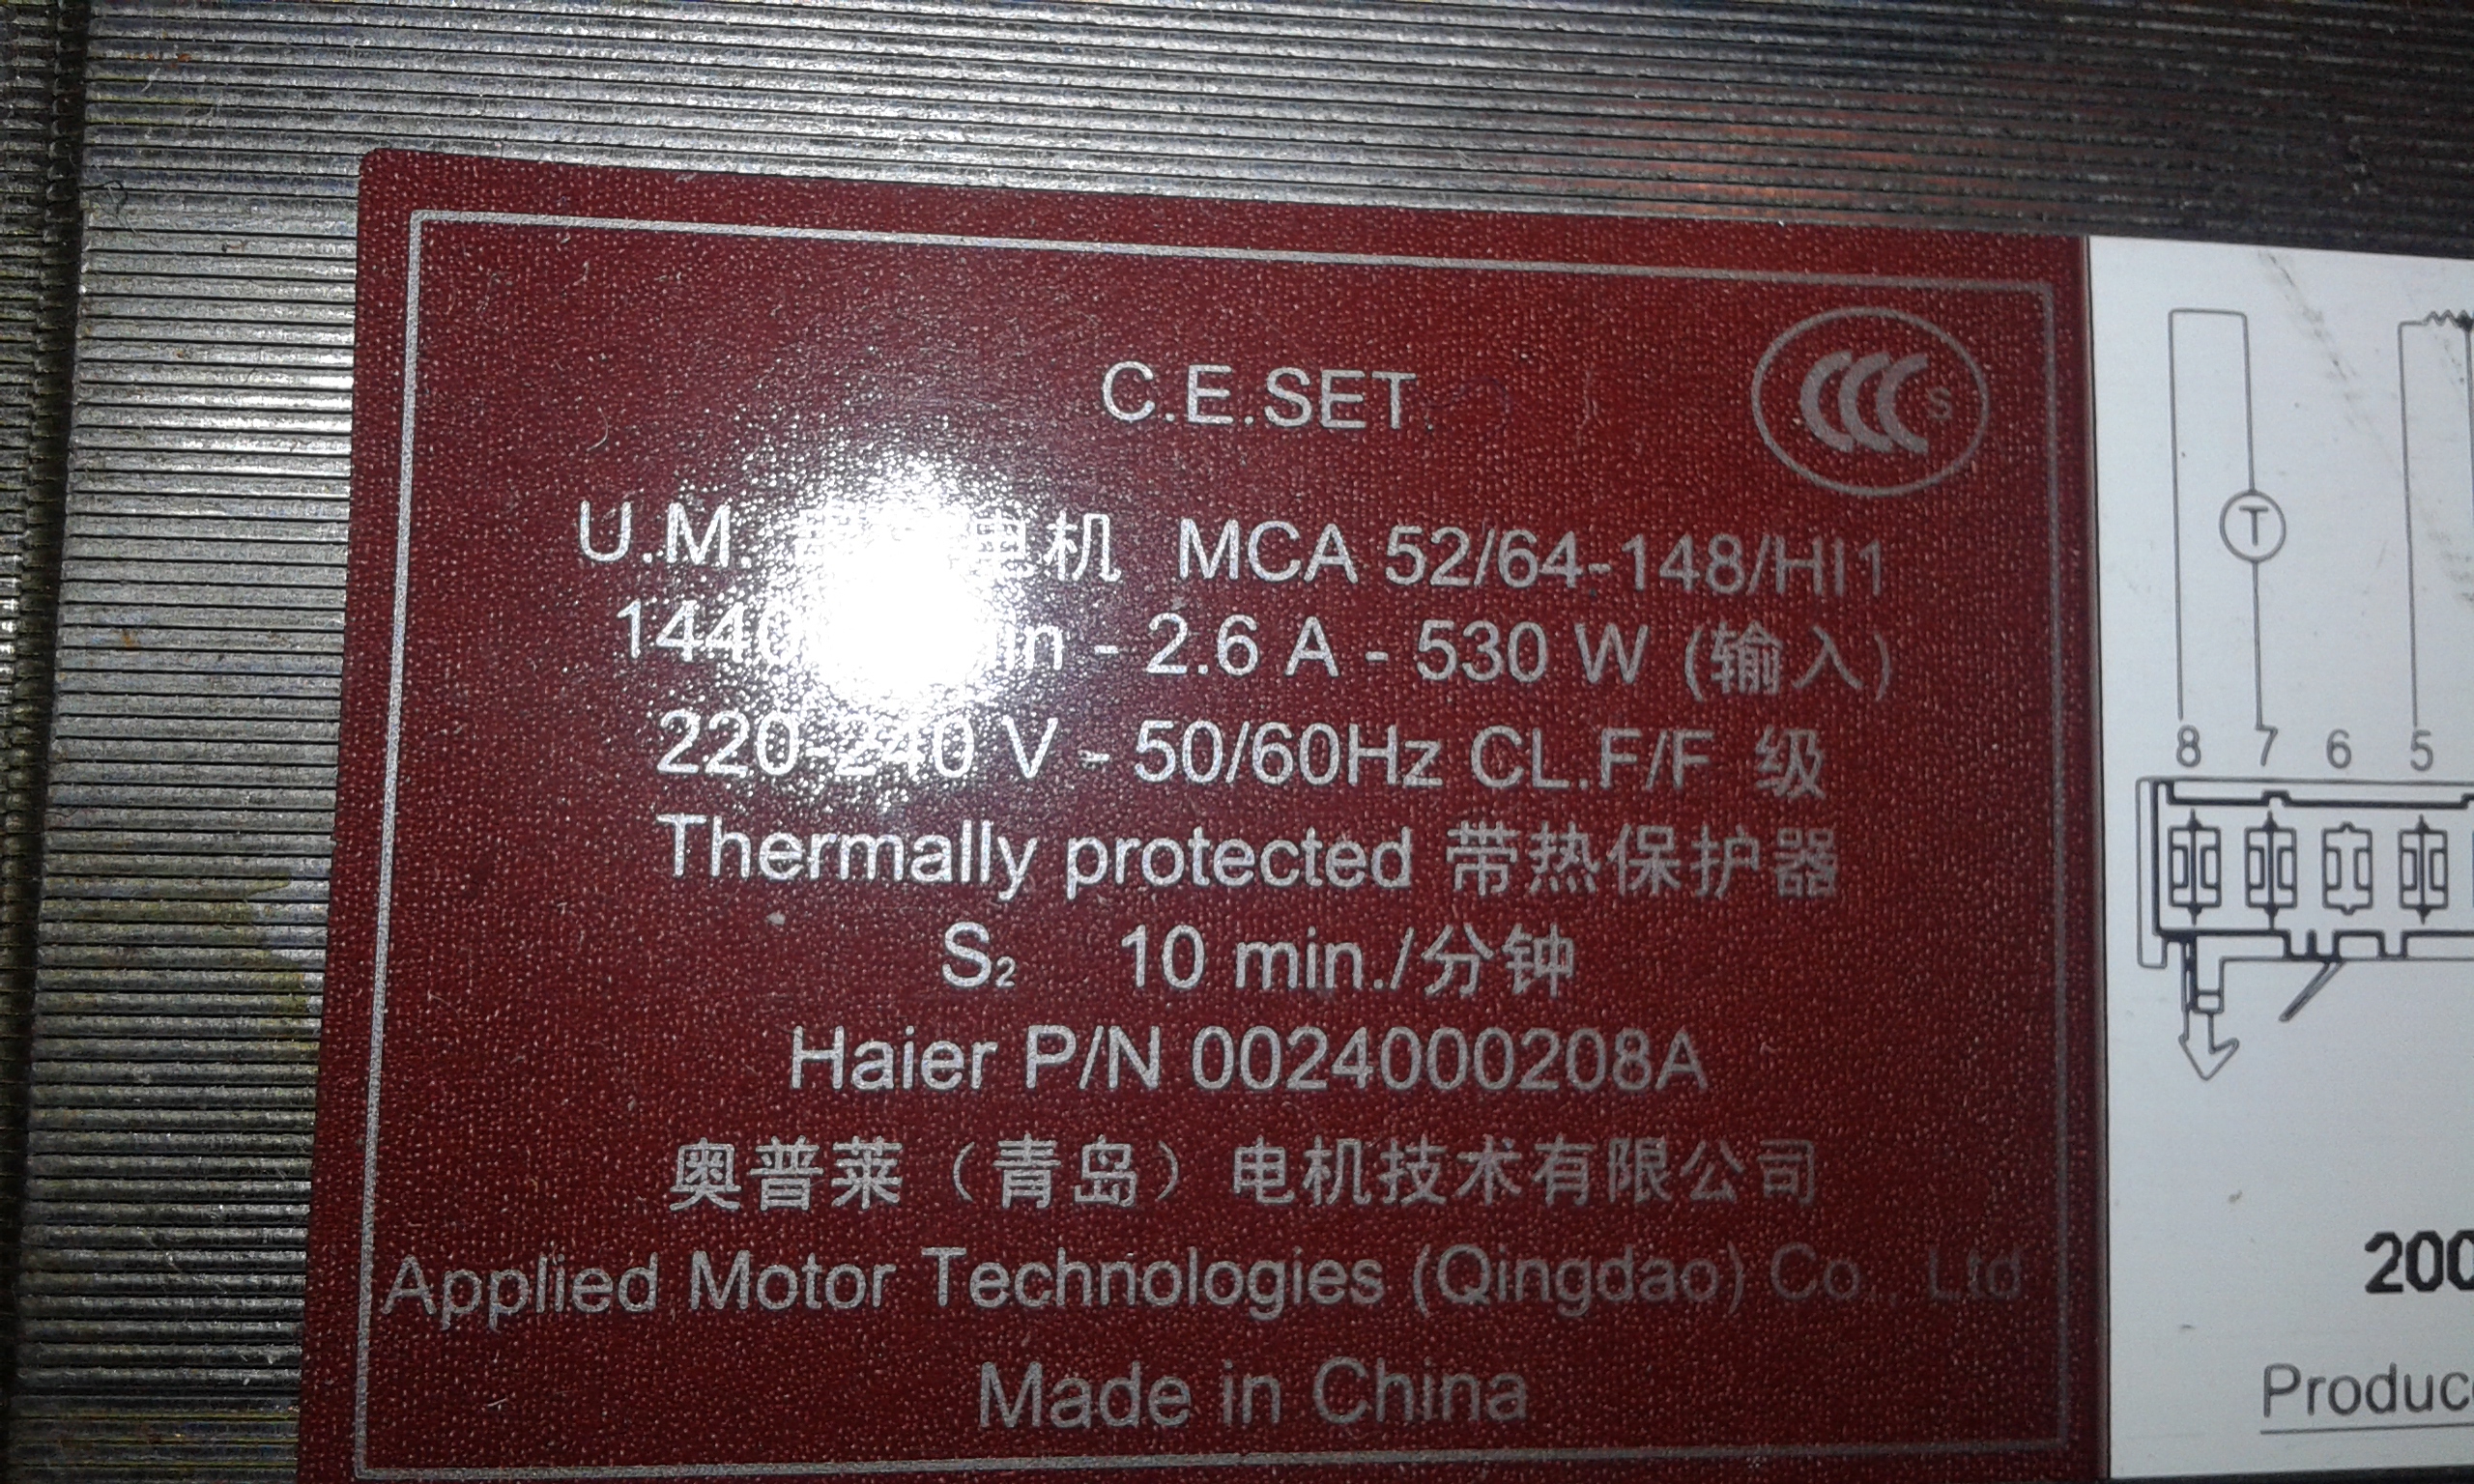 C.E.SET.
CCC S
U.M. 电机 MCA 52/64-148/HI1
1440 - 2.6 A - 530 W (输入)
220-240 V - 50/60Hz CL.F/F 级
Thermally protected 带热保护器
S2 10 min./分钟
Haier P/N 0024000208A
奥普莱（青岛）电机技术有限公司
Applied Motor Technologies (Qingdao) Co., Ltd
Made in China
T
8 7 6 5